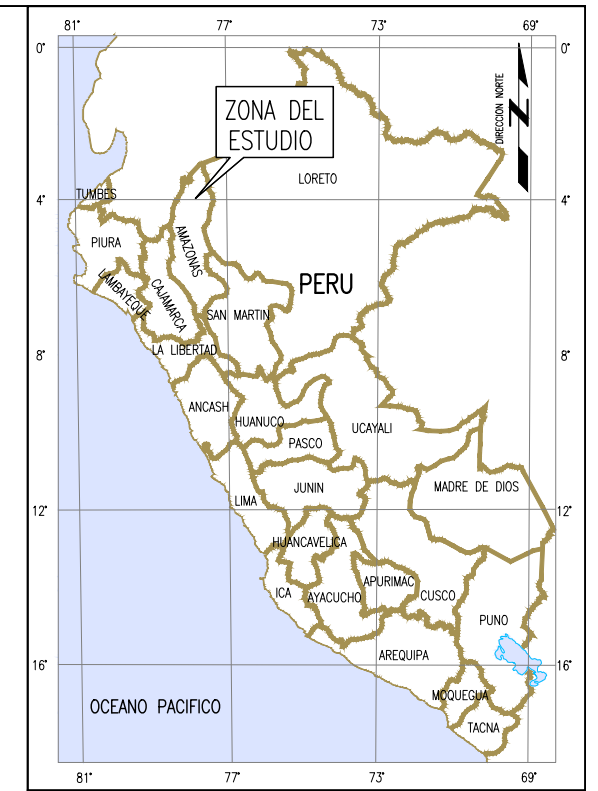 81°
77°
73°
69°
0°
0°
DIRECCION NORTE
N
ZONA DEL
ESTUDIO
LORETO
TUMBES
4°
4°
PIURA
AMAZONAS
LAMBAYEQUE
CAJAMARCA
PERU
SAN MARTIN
LA LIBERTAD
8°
8°
ANCASH
HUANUCO
UCAYALI
PASCO
JUNIN
MADRE DE DIOS
LIMA
12°
12°
HUANCAVELICA
ICA
AYACUCHO
APURIMAC
CUSCO
PUNO
AREQUIPA
16°
16°
MOQUEGUA
OCEANO PACIFICO
TACNA
81°
77°
73°
69°